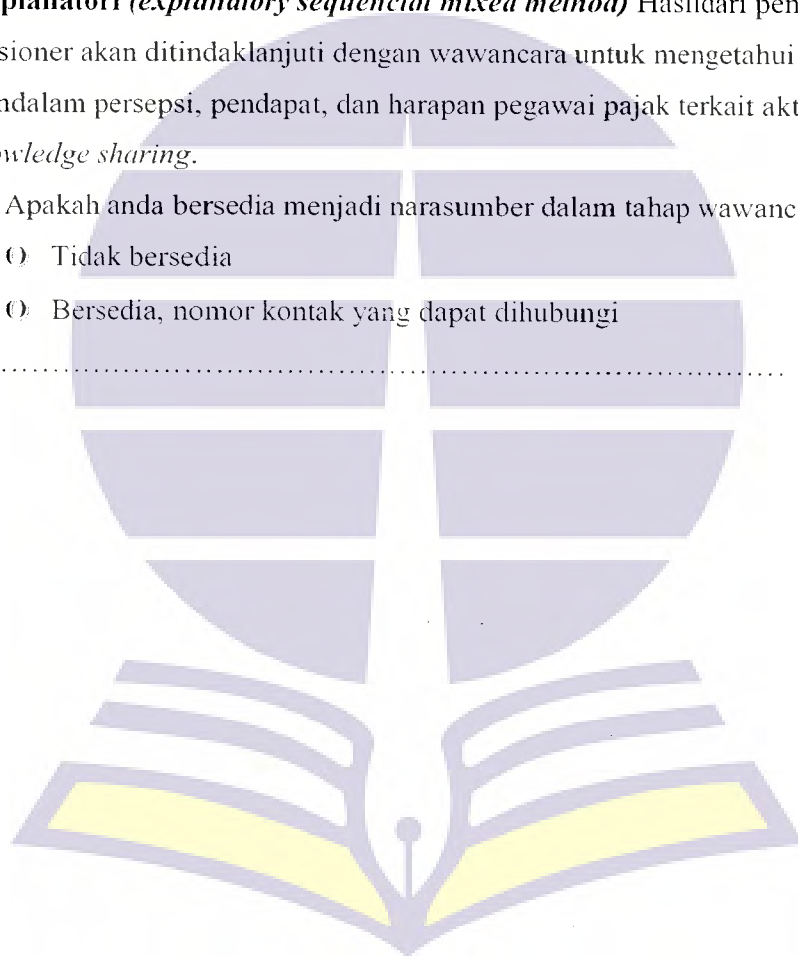 (explanatory sequencial mixed method) Hasildari pen
sioner akan ditindaklanjuti dengan wawancara untuk mengetahui
ndalam persepsi, pendapat, dan harapan pegawai pajak terkait akt
wledge sharing.
Apakah anda bersedia menjadi narasumber dalam tahap wawanc
() Tidak bersedia
() Bersedia, nomor kontak yang dapat dihubungi
................................................................................